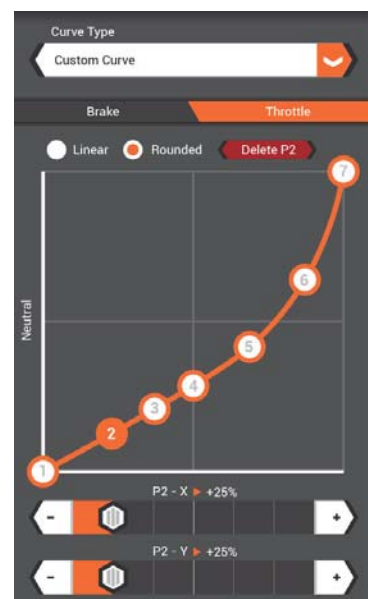 Curve Type
Custom Curve
Brake Throttle
Linear Rounded Delete P2
7
6
Neutral
5
4
3
2
1
P2 - X ▶ +25%
- +
P2 - Y ▶ +25%
- +